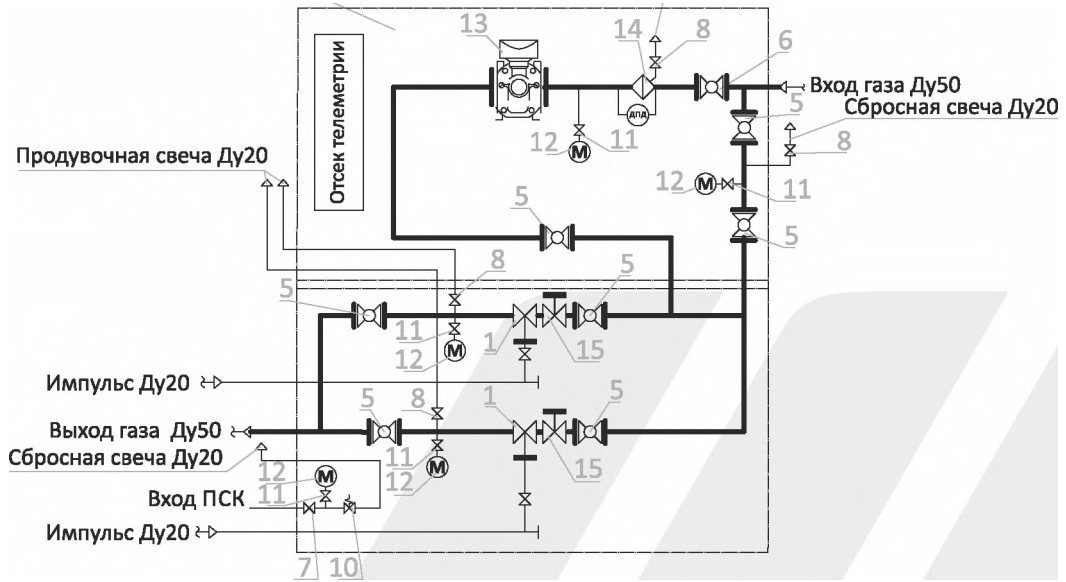 13
14
8
6
Вход газа Ду50
Сбросная свеча Ду20
5
8
Отсек телеметрии
ДПД
12
М
11
Продувочная свеча Ду20
12
М
11
5
5
8
5
5
11
12
М
1
15
Импульс Ду20
5
8
1
5
Выход газа Ду50
Сбросная свеча Ду20
11
12
М
15
12
М
11
Вход ПСК
Импульс Ду20
7
10